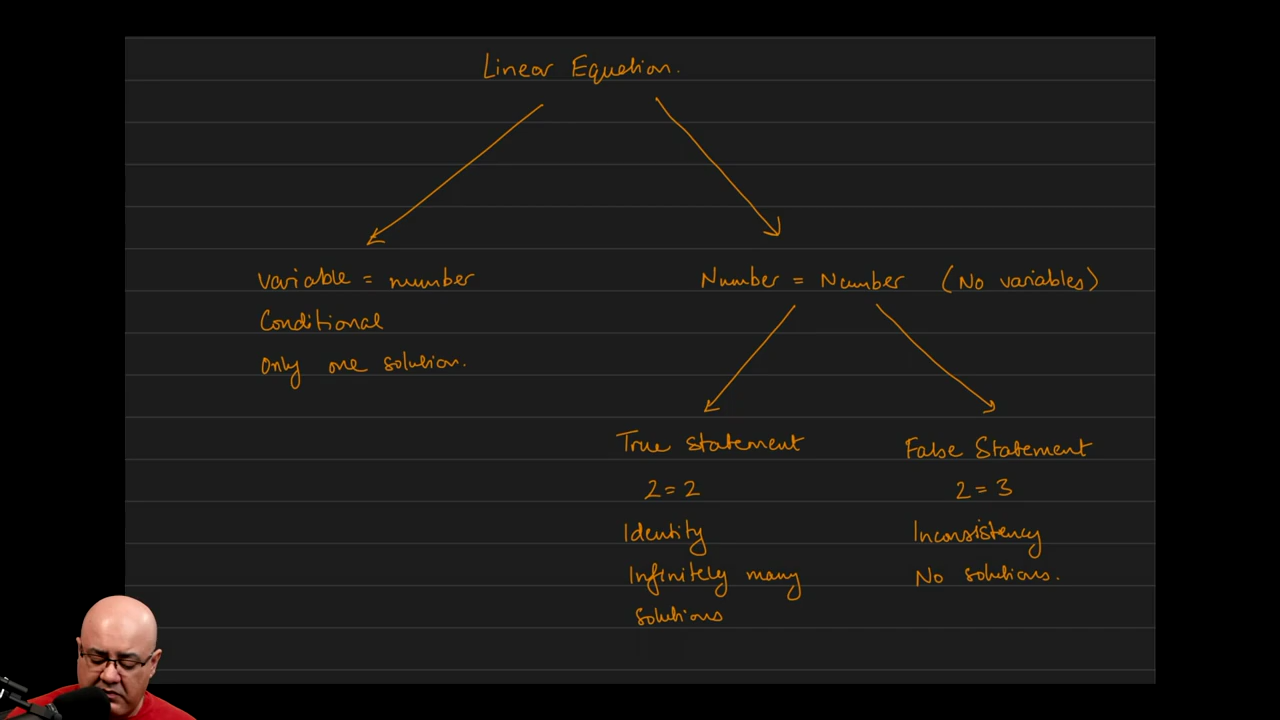 Linear Equation.
variable = number
Conditional
Only one solution.
Number = Number (No variables)
True statement
2 = 2
Identity
Infinitely many
solutions
False Statement
2 = 3
Inconsistency
No solutions.